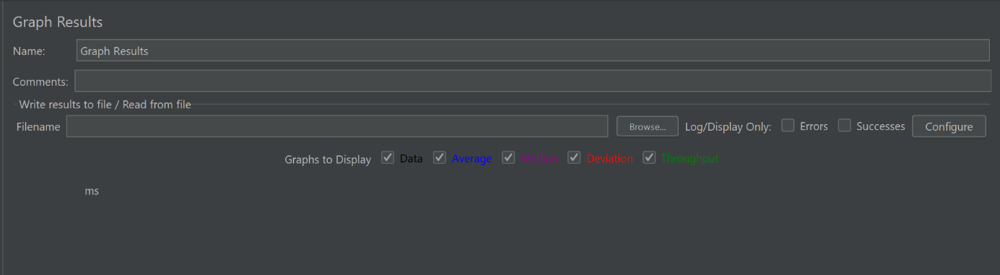 Graph Results
Name: Graph Results
Comments:
Write results to file / Read from file
Filename Browse... Log/Display Only: Errors Successes Configure
Graphs to Display Data Average Median Deviation Throughput
ms